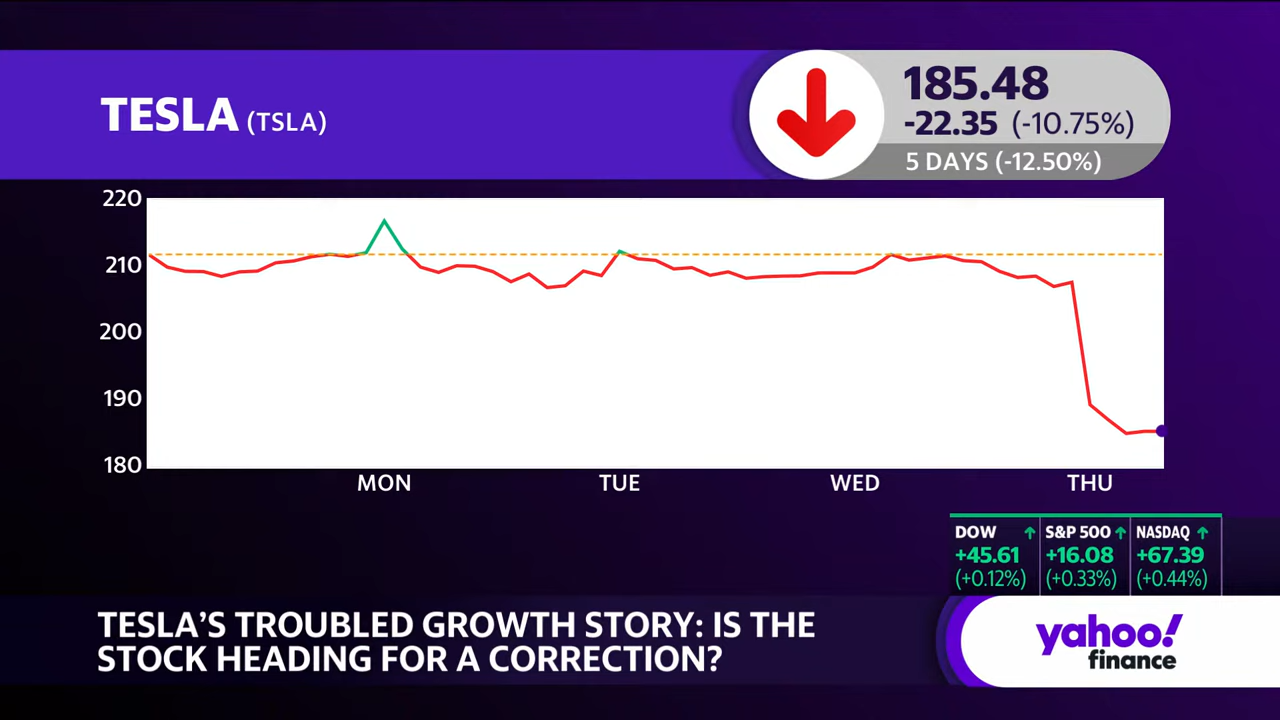 TESLA (TSLA)
185.48
-22.35 (-10.75%)
5 DAYS (-12.50%)
220
210
200
190
180
MON TUE WED THU
DOW S&P 500 NASDAQ
+45.61 +16.08 +67.39
(+0.12%) (+0.33%) (+0.44%)
TESLA'S TROUBLED GROWTH STORY: IS THE
STOCK HEADING FOR A CORRECTION?
yahoo!
finance